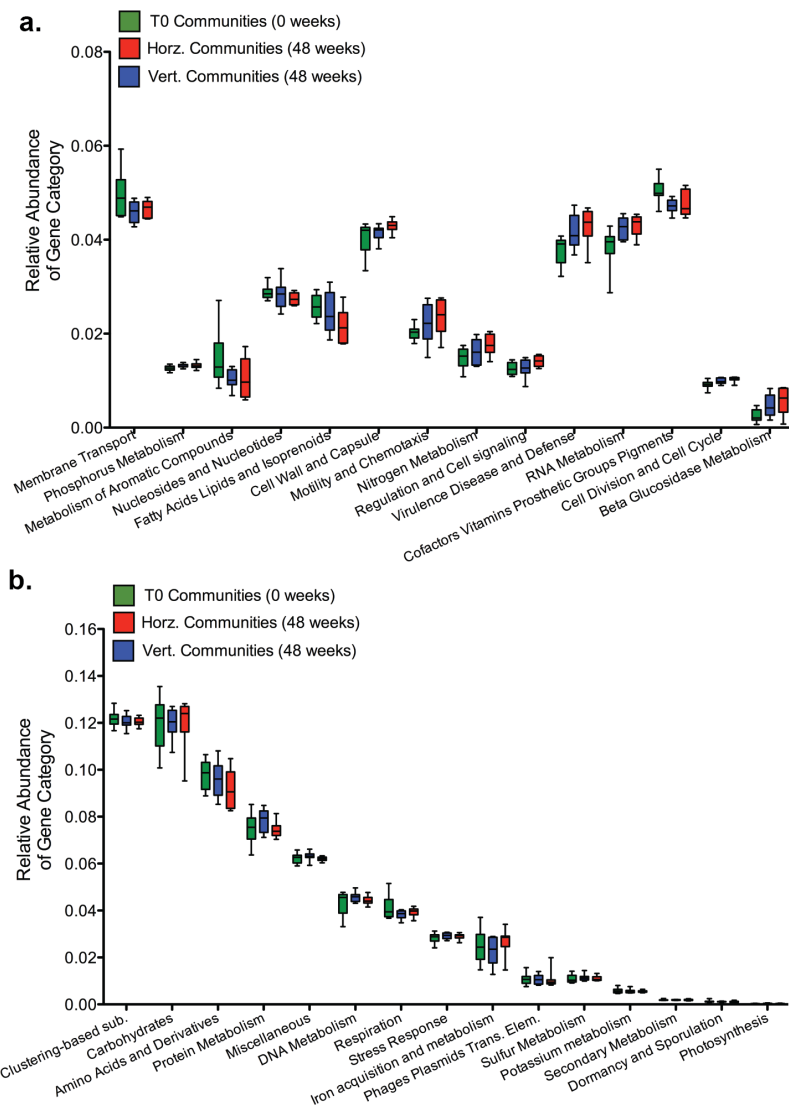 a.
T0 Communities (0 weeks)
Horz. Communities (48 weeks)
Vert. Communities (48 weeks)
Relative Abundance
of Gene Category
0.08
0.06
0.04
0.02
0.00
Membrane Transport
Phosphorus Metabolism
Metabolism of Aromatic Compounds
Nucleosides and Nucleotides
Fatty Acids Lipids and Isoprenoids
Cell Wall and Capsule
Motility and Chemotaxis
Nitrogen Metabolism
Regulation and Cell signaling
Virulence Disease and Defense
RNA Metabolism
Cofactors Vitamins Prosthetic Groups Pigments
Cell Division and Cell Cycle
Beta Glucosidase Metabolism
b.
T0 Communities (0 weeks)
Horz. Communities (48 weeks)
Vert. Communities (48 weeks)
Relative Abundance
of Gene Category
0.16
0.14
0.12
0.10
0.08
0.06
0.04
0.02
0.00
Clustering-based sub.
Carbohydrates
Amino Acids and Derivatives
Protein Metabolism
Miscellaneous
DNA Metabolism
Respiration
Stress Response
Iron acquisition and metabolism
Phages Plasmids Trans. Elem.
Sulfur Metabolism
Potassium metabolism
Secondary Metabolism
Dormancy and Sporulation
Photosynthesis